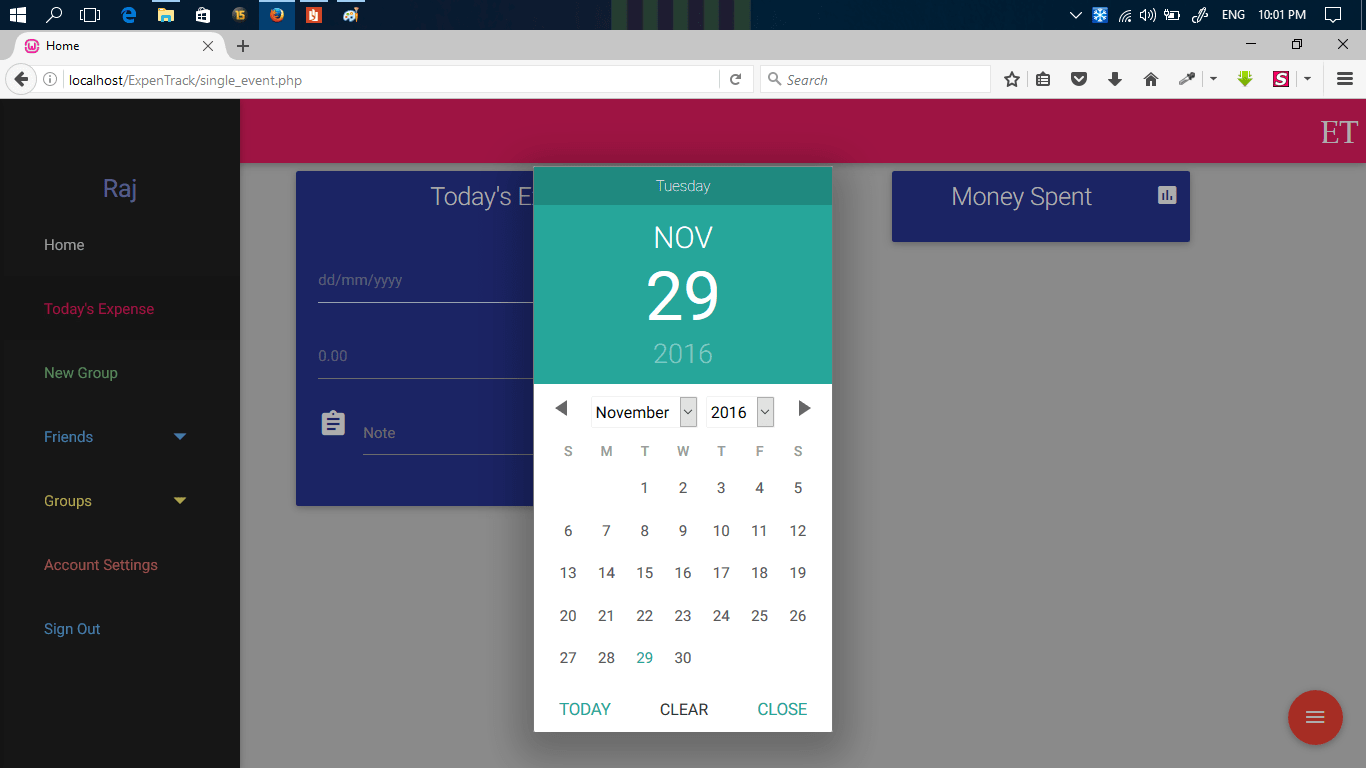 ENG 10:01 PM
Home
localhost/ExpenTrack/single_event.php
Search
ET
Raj
Home
Today's Expense
New Group
Friends
Groups
Account Settings
Sign Out
Today's E
dd/mm/yyyy
0.00
Note
Money Spent
Tuesday
NOV
29
2016
November 2016
S M T W T F S
1 2 3 4 5
6 7 8 9 10 11 12
13 14 15 16 17 18 19
20 21 22 23 24 25 26
27 28 29 30
TODAY CLEAR CLOSE